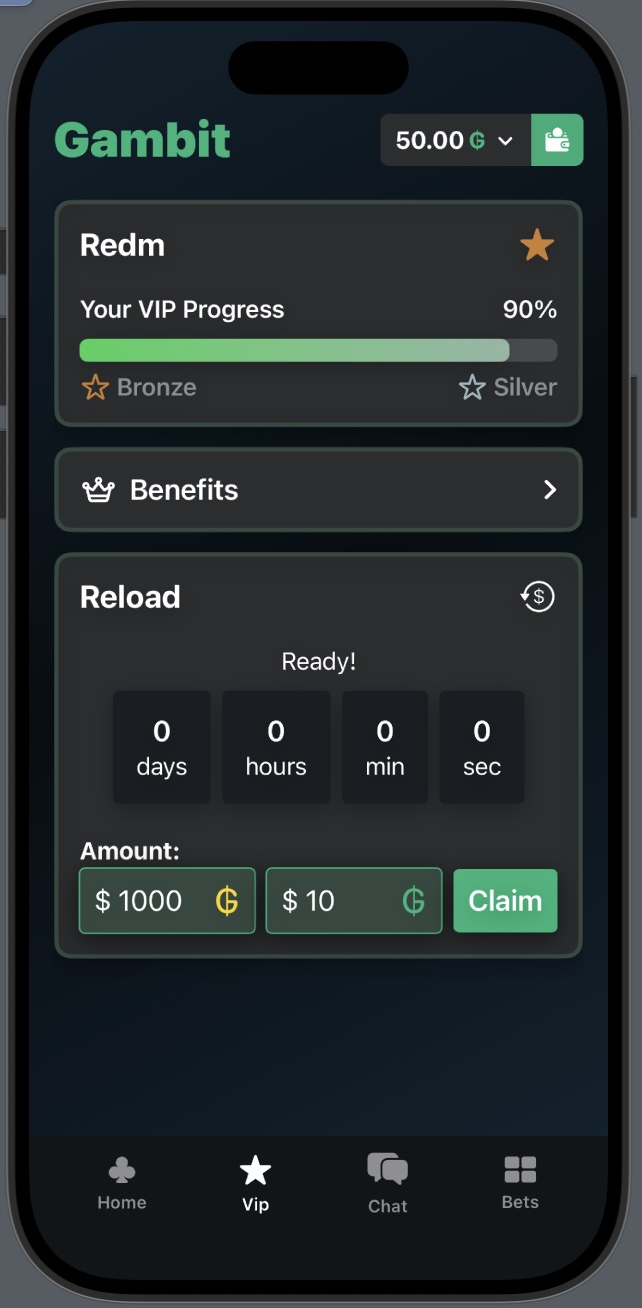 Gambit
50.00 G
Redm
Your VIP Progress 90%
Bronze Silver
Benefits
Reload
$
Ready!
0 0 0 0
days hours min sec
Amount:
$ 1000 G $ 10 G Claim
Home Vip Chat Bets